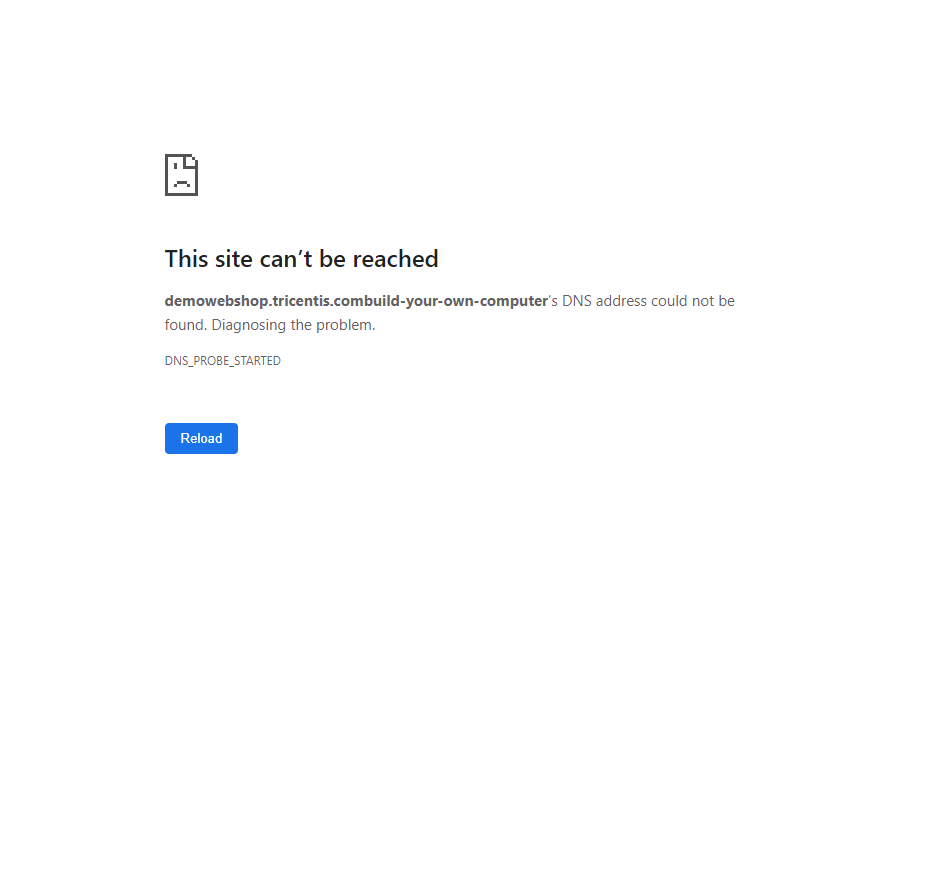 This site can’t be reached
demowebshop.tricentis.combuild-your-own-computer’s DNS address could not be
found. Diagnosing the problem.
DNS_PROBE_STARTED
Reload